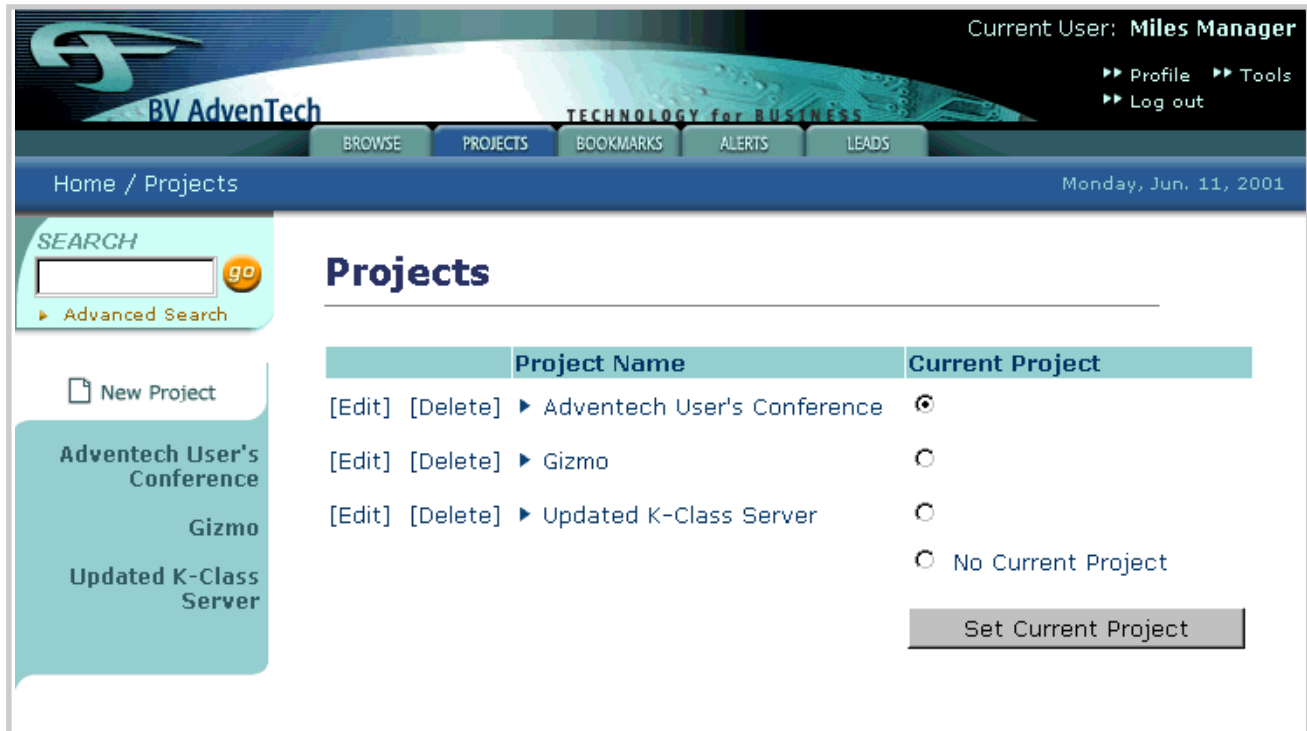 Current User: Miles Manager
Profile Tools
Log out
BV AdvenTech
TECHNOLOGY for BUSINESS
BROWSE PROJECTS BOOKMARKS ALERTS LEADS
Home / Projects Monday, Jun. 11, 2001
SEARCH
go
Advanced Search
New Project
Adventech User's
Conference
Gizmo
Updated K-Class
Server
Projects
Project Name Current Project
[Edit] [Delete] Adventech User's Conference
[Edit] [Delete] Gizmo
[Edit] [Delete] Updated K-Class Server
No Current Project
Set Current Project